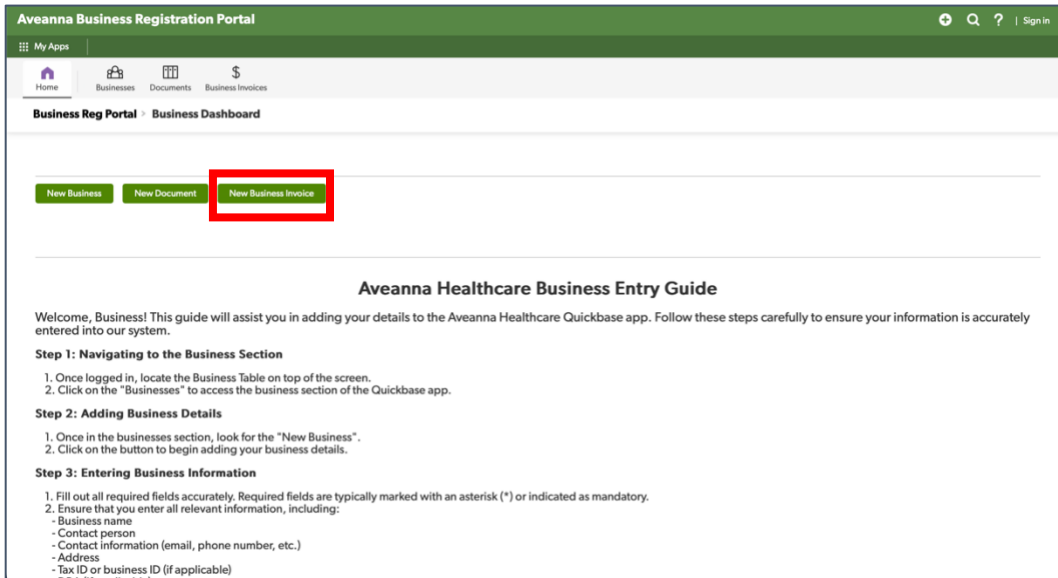 Aveanna Business Registration Portal
? | Sign in
My Apps
Home Businesses Documents Business Invoices
Business Reg Portal > Business Dashboard
New Business New Document New Business Invoice
Aveanna Healthcare Business Entry Guide
Welcome, Business! This guide will assist you in adding your details to the Aveanna Healthcare Quickbase app. Follow these steps carefully to ensure your information is accurately
entered into our system.
Step 1: Navigating to the Business Section
1. Once logged in, locate the Business Table on top of the screen.
2. Click on the "Businesses" to access the business section of the Quickbase app.
Step 2: Adding Business Details
1. Once in the businesses section, look for the "New Business".
2. Click on the button to begin adding your business details.
Step 3: Entering Business Information
1. Fill out all required fields accurately. Required fields are typically marked with an asterisk (*) or indicated as mandatory.
2. Ensure that you enter all relevant information, including:
- Business name
- Contact person
- Contact information (email, phone number, etc.)
- Address
- Tax ID or business ID (if applicable)